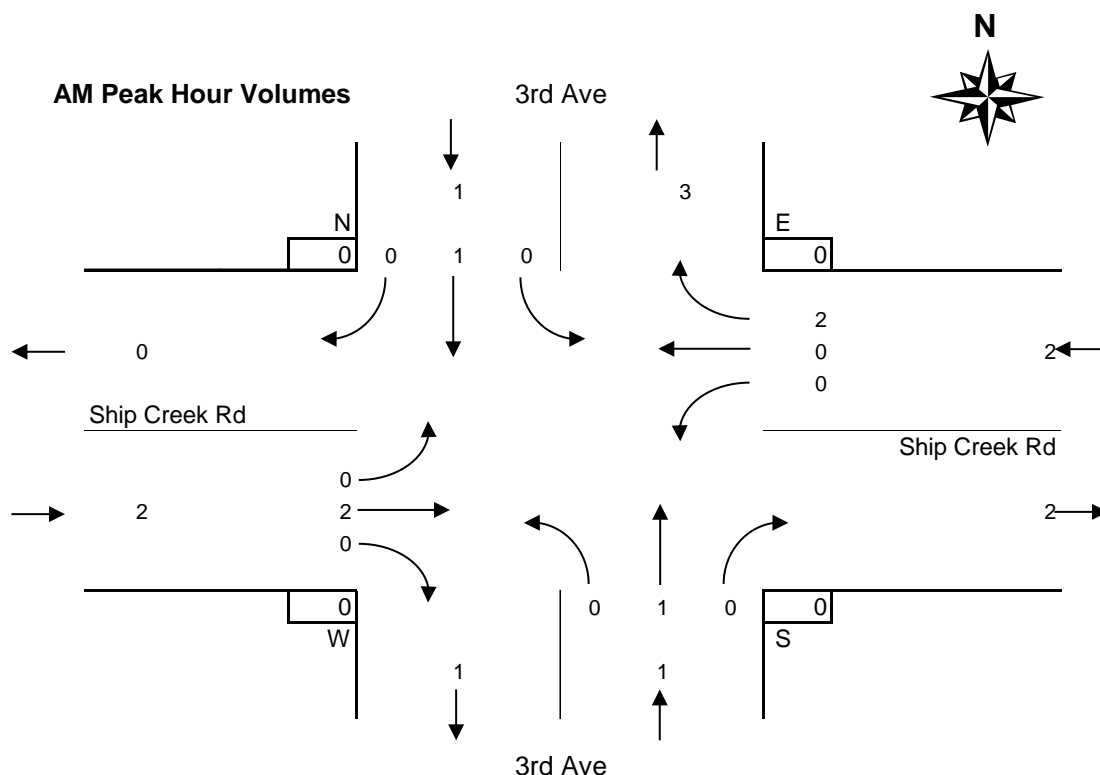 N
AM Peak Hour Volumes 3rd Ave
1 3
N E
0 0 1 0 0
2
0 0 2
0
Ship Creek Rd
Ship Creek Rd
0
2 2 2
0
0 0 1 0 0
W S
1 1
3rd Ave